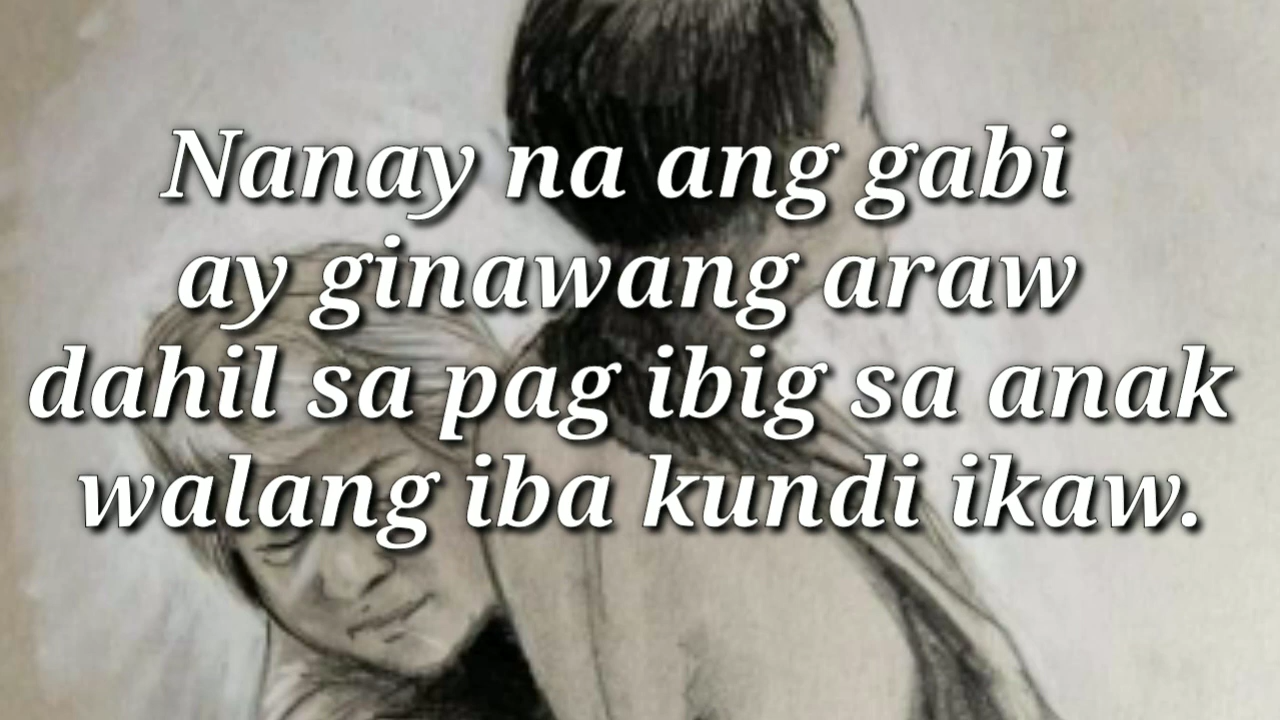 Nanay na ang gabi
ay ginawang araw
dahil sa pag ibig sa anak
walang iba kundi ikaw.